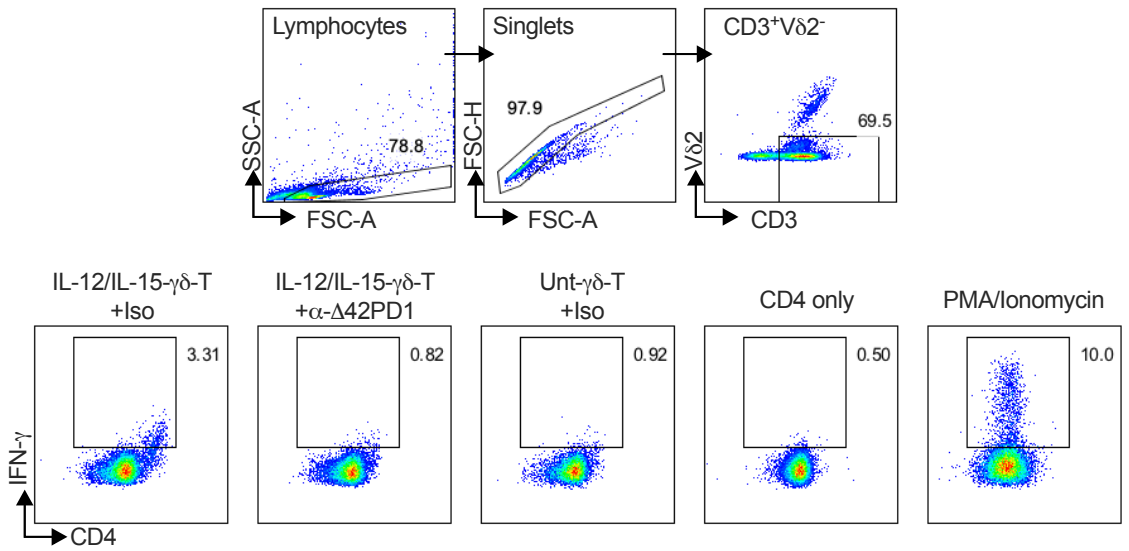 Lymphocytes
Singlets
CD3⁺Vδ2⁻
SSC-A
78.8
FSC-A
FSC-H
97.9
FSC-A
Vδ2
69.5
CD3
IL-12/IL-15-γδ-T
+Iso
IL-12/IL-15-γδ-T
+α-Δ42PD1
Unt-γδ-T
+Iso
CD4 only
PMA/Ionomycin
3.31
0.82
0.92
0.50
10.0
IFN-γ
CD4